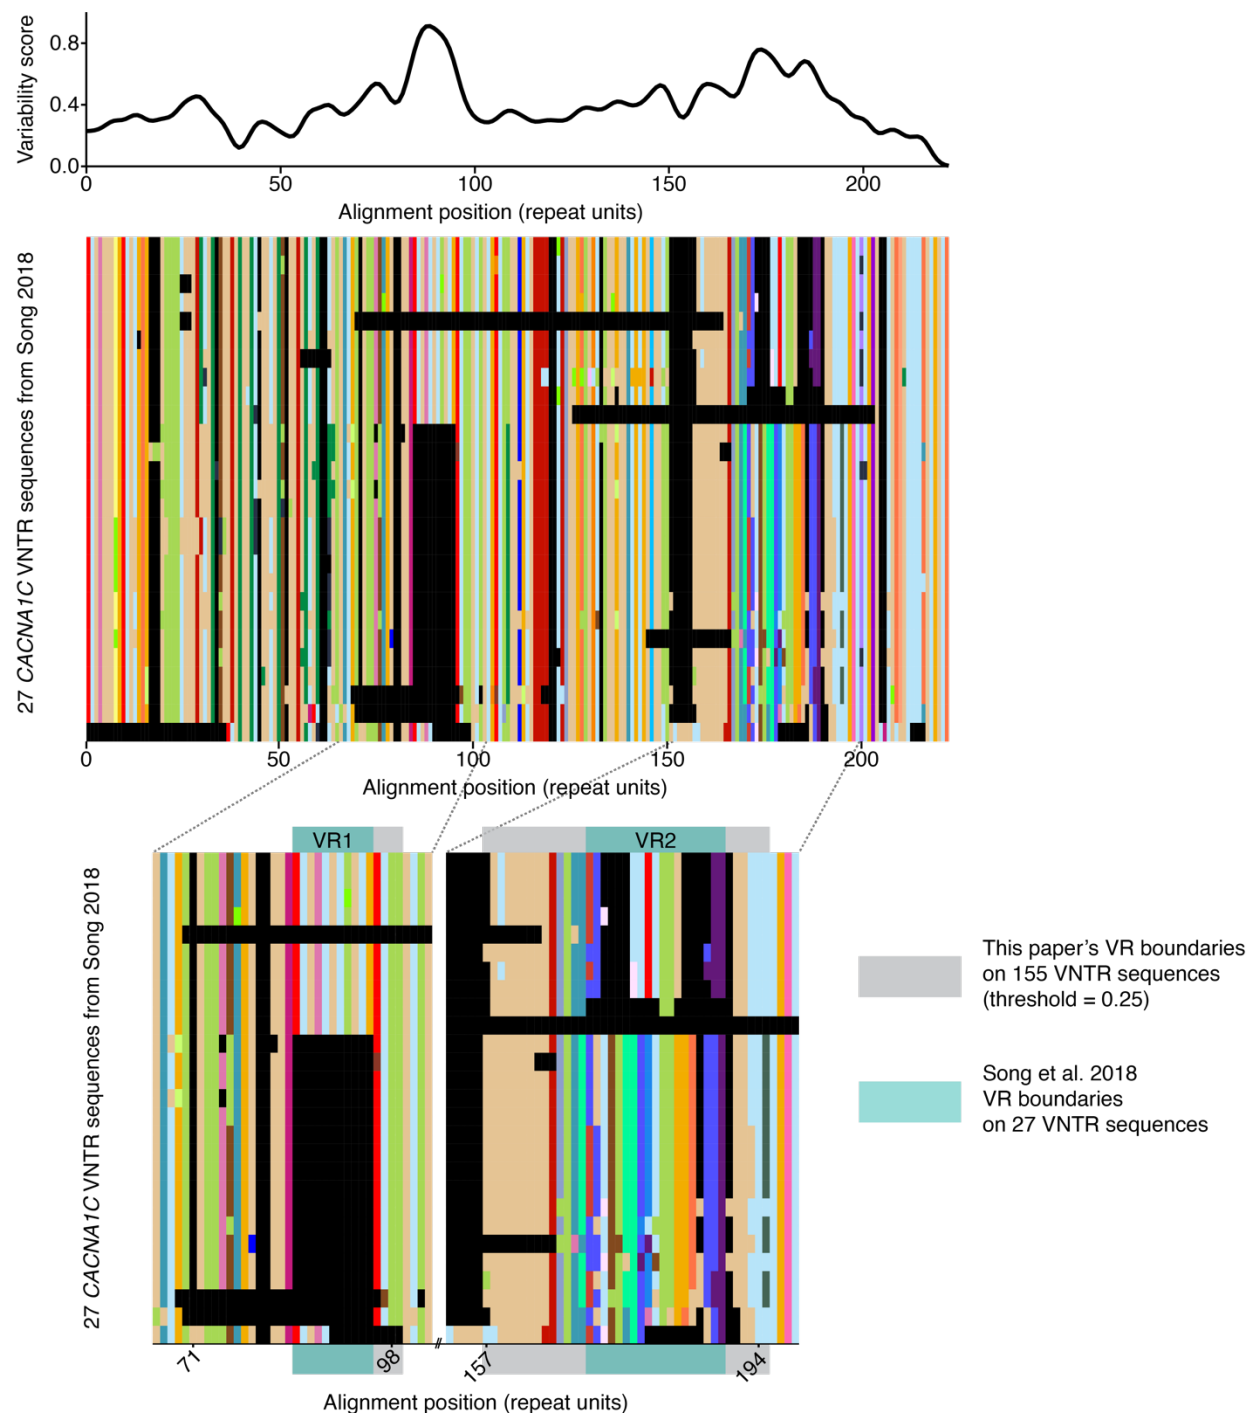 Variability score
0.8
0.4
0.0
0
50
100
150
200
Alignment position (repeat units)
27 CACNA1C VNTR sequences from Song 2018
0
50
100
150
200
Alignment position (repeat units)
VR1
VR2
27 CACNA1C VNTR sequences from Song 2018
71
98
//
157
194
Alignment position (repeat units)
This paper's VR boundaries
on 155 VNTR sequences
(threshold = 0.25)
Song et al. 2018
VR boundaries
on 27 VNTR sequences